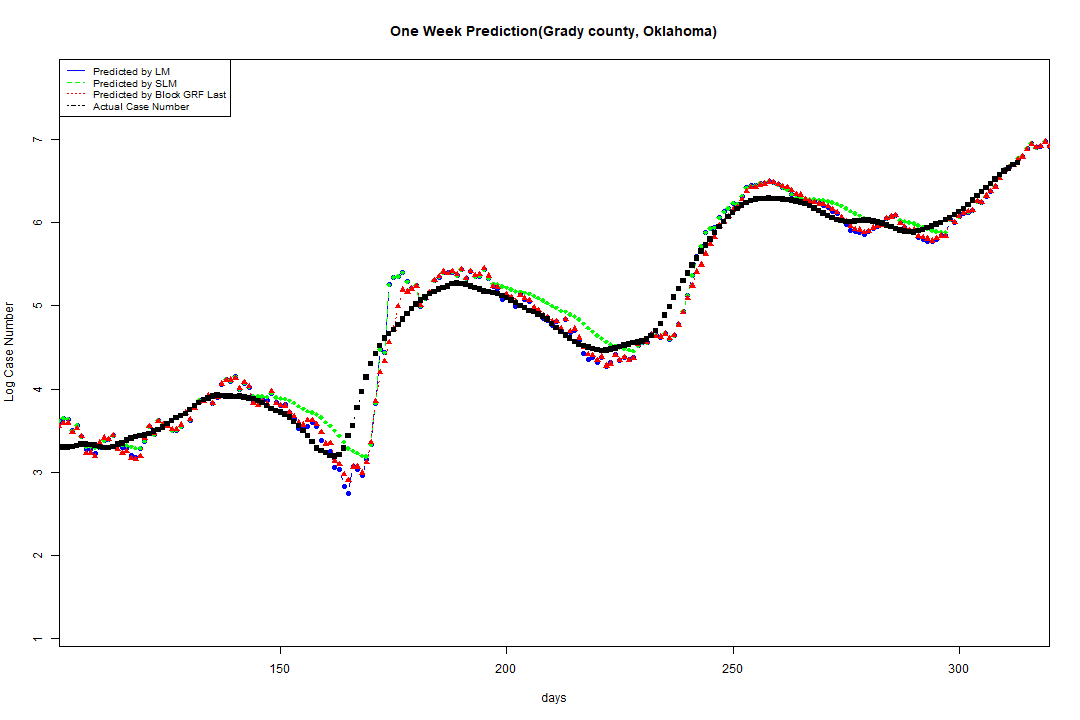 One Week Prediction(Grady county, Oklahoma)
Predicted by LM
Predicted by SLM
Predicted by Block GRF Last
Actual Case Number
7
6
5
4
3
2
1
Log Case Number
150 200 250 300
days